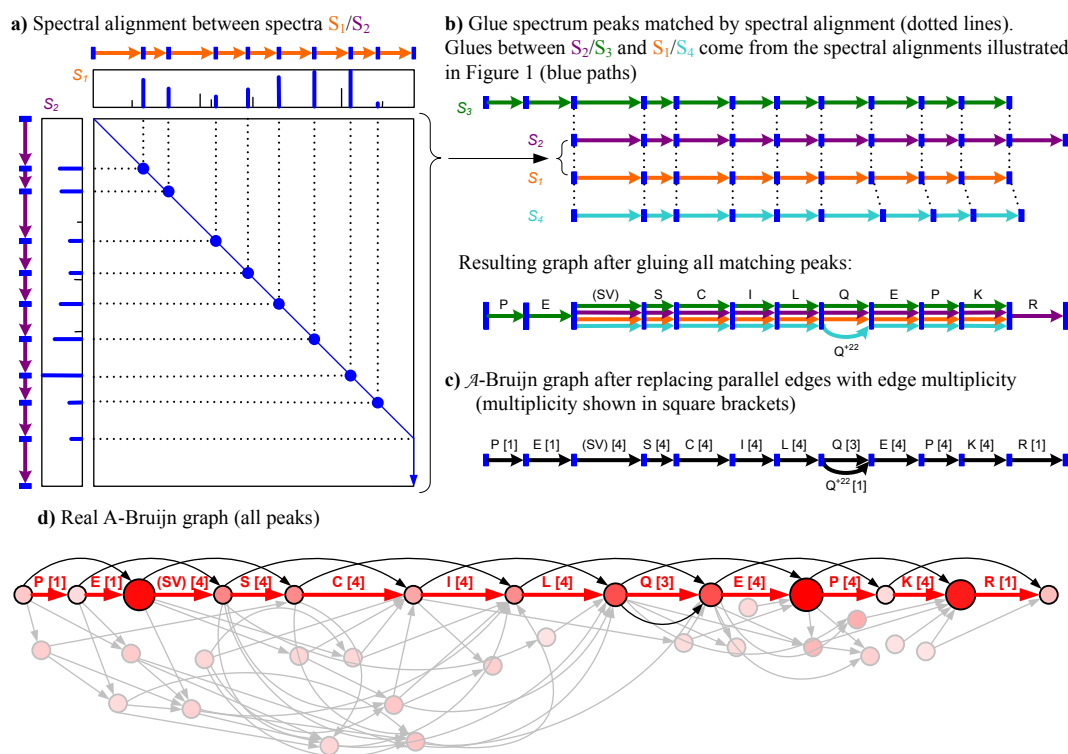 a) Spectral alignment between spectra S1/S2
S1
S2
b) Glue spectrum peaks matched by spectral alignment (dotted lines).
Glues between S2/S3 and S1/S4 come from the spectral alignments illustrated
in Figure 1 (blue paths)
S3
S2
S1
S4
Resulting graph after gluing all matching peaks:
P E (SV) S C I L Q E P K R
Q+22
c) A-Bruijn graph after replacing parallel edges with edge multiplicity
(multiplicity shown in square brackets)
P [1] E [1] (SV) [4] S [4] C [4] I [4] L [4] Q [3] E [4] P [4] K [4] R [1]
Q+22 [1]
d) Real A-Bruijn graph (all peaks)
P [1] E [1] (SV) [4] S [4] C [4] I [4] L [4] Q [3] E [4] P [4] K [4] R [1]